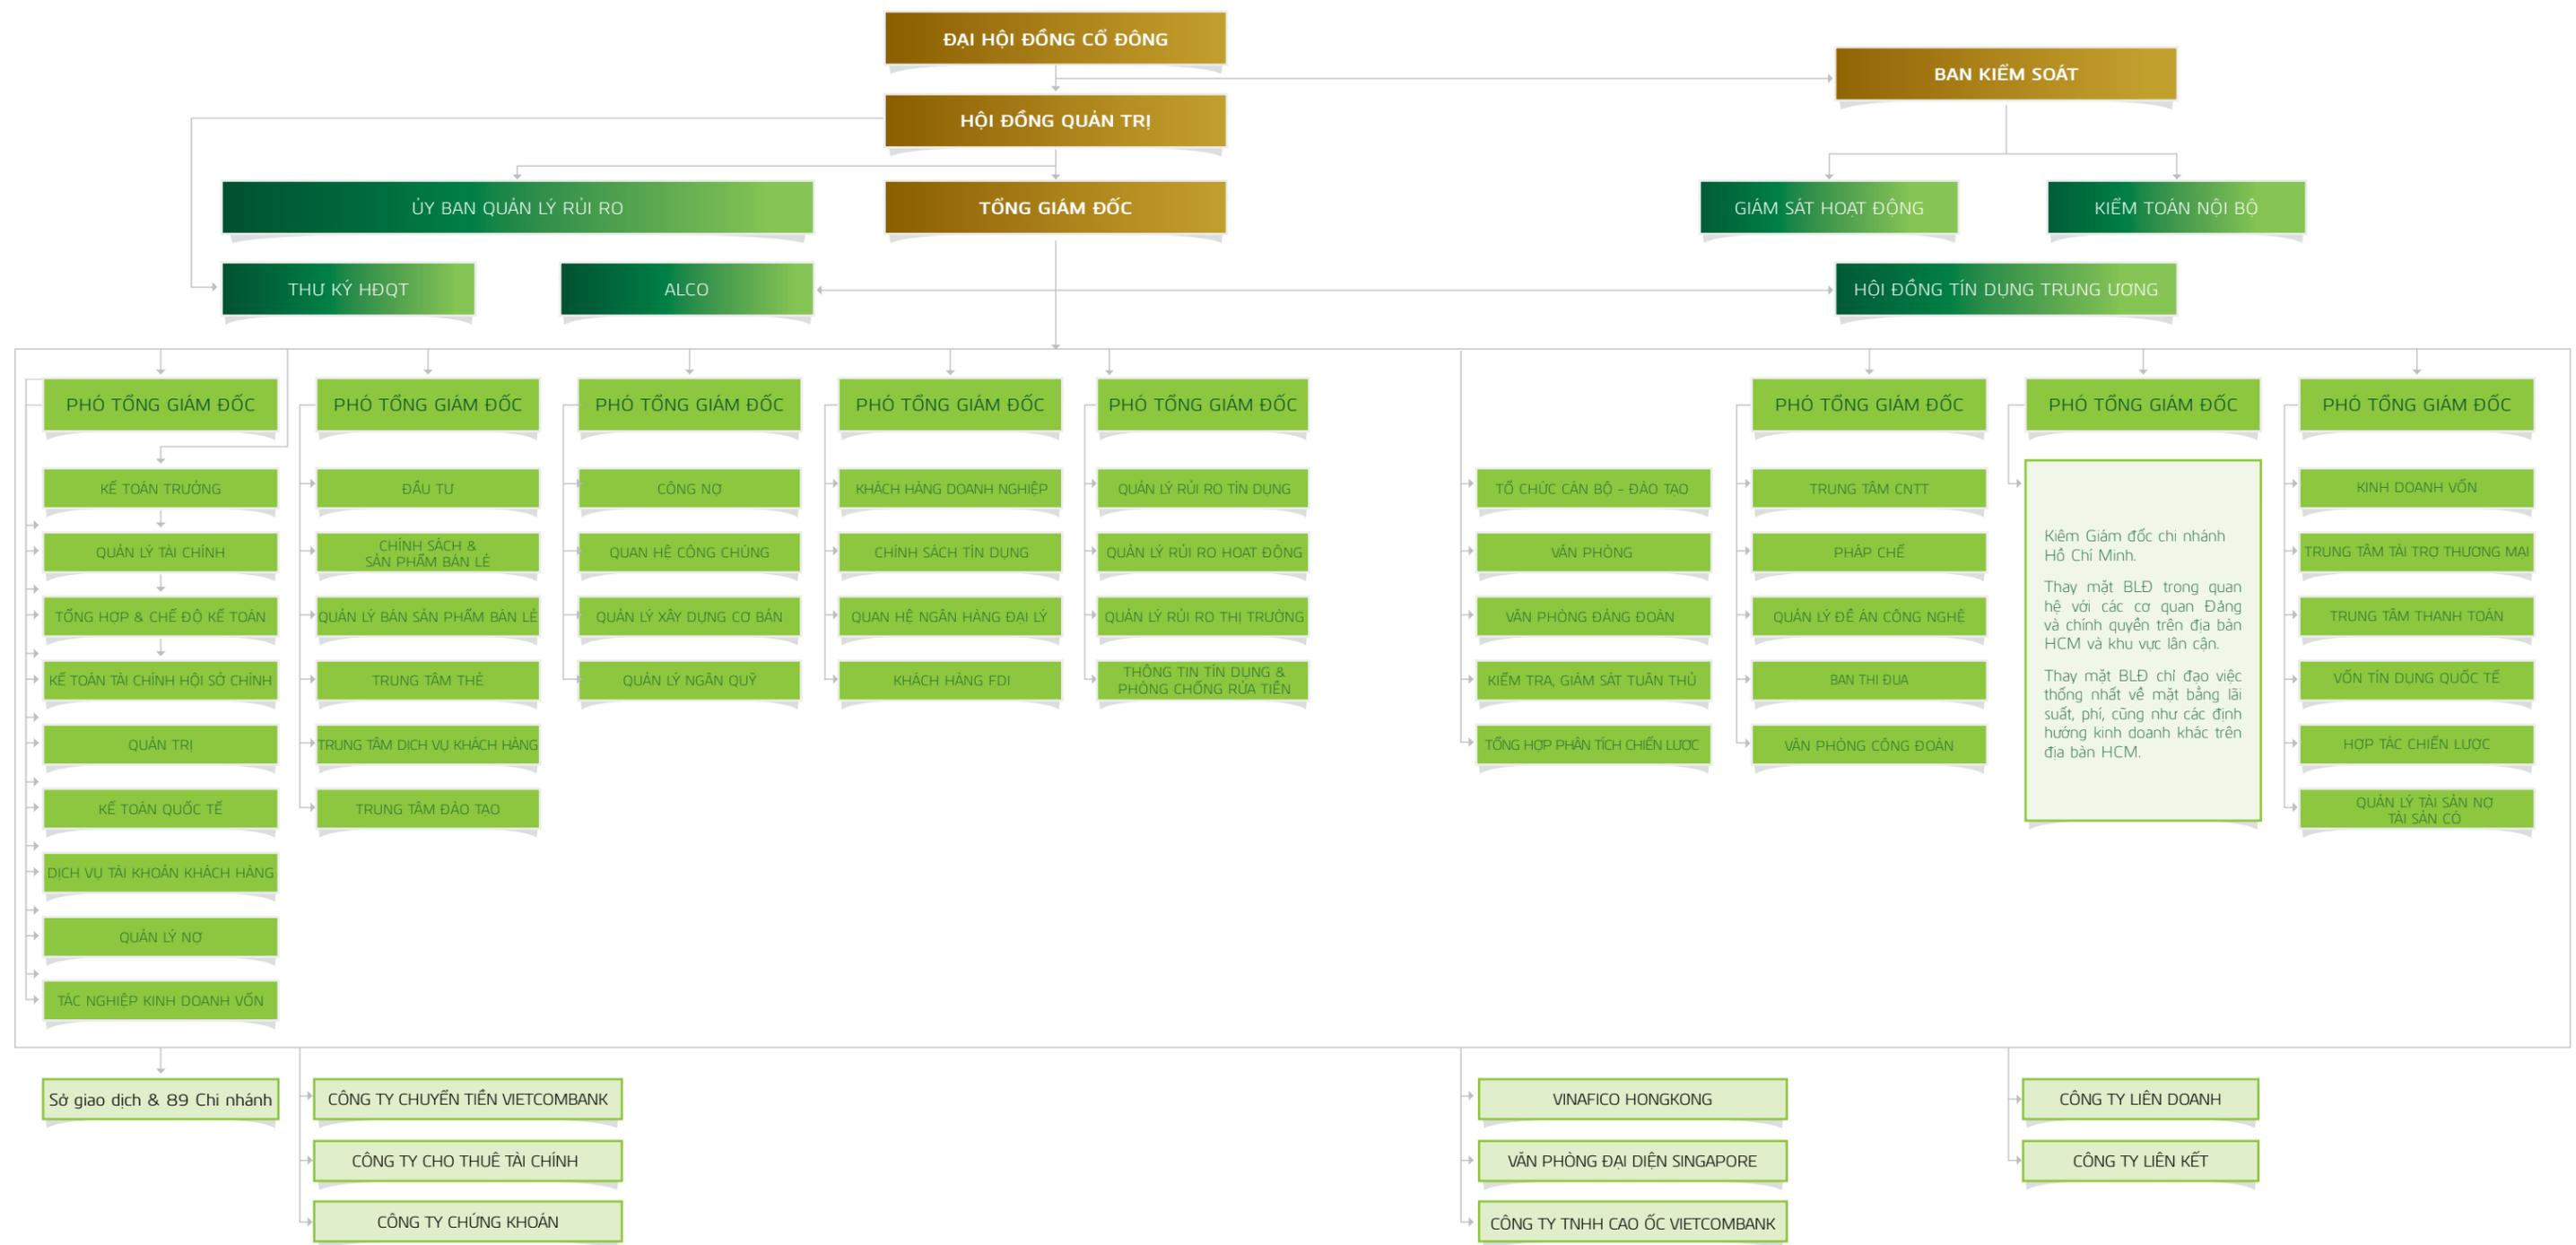 ĐẠI HỘI ĐỒNG CỔ ĐÔNG
BAN KIỂM SOÁT
HỘI ĐỒNG QUẢN TRỊ
ỦY BAN QUẢN LÝ RỦI RO
TỔNG GIÁM ĐỐC
GIÁM SÁT HOẠT ĐỘNG
KIỂM TOÁN NỘI BỘ
THƯ KÝ HĐQT
ALCO
HỘI ĐỒNG TÍN DỤNG TRUNG ƯƠNG
PHÓ TỔNG GIÁM ĐỐC
KẾ TOÁN TRƯỞNG
QUẢN LÝ TÀI CHÍNH
TỔNG HỢP & CHẾ ĐỘ KẾ TOÁN
KẾ TOÁN TÀI CHÍNH HỘI SỞ CHÍNH
QUẢN TRỊ
KẾ TOÁN QUỐC TẾ
DỊCH VỤ TÀI KHOẢN KHÁCH HÀNG
QUẢN LÝ NỢ
TÁC NGHIỆP KINH DOANH VỐN
PHÓ TỔNG GIÁM ĐỐC
ĐẦU TƯ
CHÍNH SÁCH &
SẢN PHẨM BÁN LẺ
QUẢN LÝ BÁN SẢN PHẨM BÁN LẺ
TRUNG TÂM THẺ
TRUNG TÂM DỊCH VỤ KHÁCH HÀNG
TRUNG TÂM ĐÀO TẠO
PHÓ TỔNG GIÁM ĐỐC
CÔNG NỢ
QUAN HỆ CÔNG CHÚNG
QUẢN LÝ XÂY DỰNG CƠ BẢN
QUẢN LÝ NGÂN QUỸ
PHÓ TỔNG GIÁM ĐỐC
KHÁCH HÀNG DOANH NGHIỆP
CHÍNH SÁCH TÍN DỤNG
QUAN HỆ NGÂN HÀNG ĐẠI LÝ
KHÁCH HÀNG FDI
PHÓ TỔNG GIÁM ĐỐC
QUẢN LÝ RỦI RO TÍN DỤNG
QUẢN LÝ RỦI RO HOẠT ĐỘNG
QUẢN LÝ RỦI RO THỊ TRƯỜNG
THÔNG TIN TÍN DỤNG &
PHÒNG CHỐNG RỬA TIỀN
TỔ CHỨC CÁN BỘ - ĐÀO TẠO
VĂN PHÒNG
VĂN PHÒNG ĐẢNG ĐOÀN
KIỂM TRA, GIÁM SÁT TUÂN THỦ
TỔNG HỢP PHÂN TÍCH CHIẾN LƯỢC
PHÓ TỔNG GIÁM ĐỐC
TRUNG TÂM CNTT
PHÁP CHẾ
QUẢN LÝ ĐỀ ÁN CÔNG NGHỆ
BAN THI ĐUA
VĂN PHÒNG CÔNG ĐOÀN
PHÓ TỔNG GIÁM ĐỐC
Kiêm Giám đốc chi nhánh
Hồ Chí Minh.
Thay mặt BLĐ trong quan
hệ với các cơ quan Đảng
và chính quyền trên địa bàn
HCM và khu vực lân cận.
Thay mặt BLĐ chỉ đạo việc
thống nhất về mặt bằng lãi
suất, phí, cũng như các định
hướng kinh doanh khác trên
địa bàn HCM.
PHÓ TỔNG GIÁM ĐỐC
KINH DOANH VỐN
TRUNG TÂM TÀI TRỢ THƯƠNG MẠI
TRUNG TÂM THANH TOÁN
VỐN TÍN DỤNG QUỐC TẾ
HỢP TÁC CHIẾN LƯỢC
QUẢN LÝ TÀI SẢN NỢ
TÀI SẢN CÓ
Sở giao dịch & 89 Chi nhánh
CÔNG TY CHUYỂN TIỀN VIETCOMBANK
CÔNG TY CHO THUÊ TÀI CHÍNH
CÔNG TY CHỨNG KHOÁN
VINAFICO HONGKONG
VĂN PHÒNG ĐẠI DIỆN SINGAPORE
CÔNG TY TNHH CAO ỐC VIETCOMBANK
CÔNG TY LIÊN DOANH
CÔNG TY LIÊN KẾT